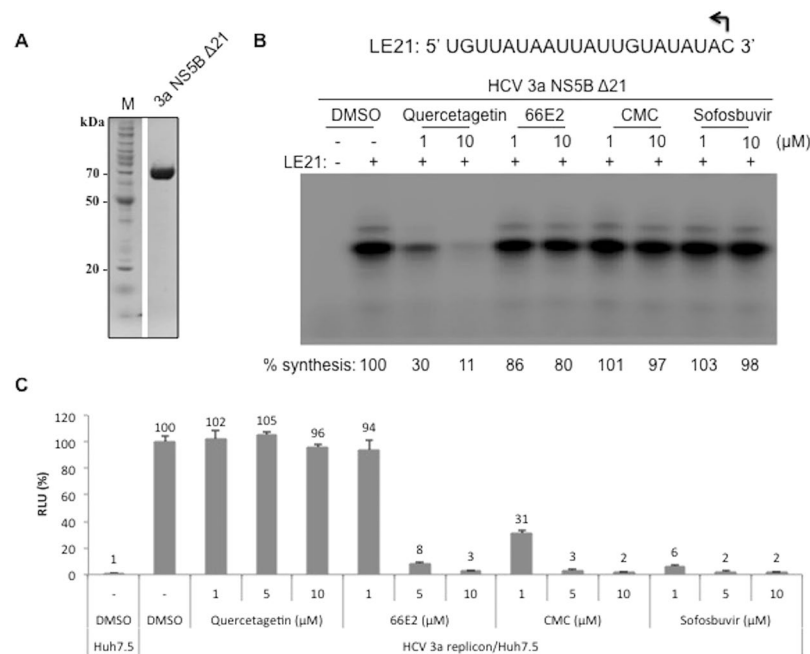 A
M
3a NS5B Δ21
kDa
70 -
50 -
20 -
B
LE21: 5’ UGUUAUAAUUAUUGUAUAUAC 3’
HCV 3a NS5B Δ21
DMSO Quercetagetin 66E2 CMC Sofosbuvir
- - 1 10 1 10 1 10 1 10 (μM)
LE21: - + + + + + + + + +
% synthesis: 100 30 11 86 80 101 97 103 98
C
RLU (%)
120
100
80
60
40
20
0
1 100 102 105 96 94 8 3 31 3 2 6 2 2
- - 1 5 10 1 5 10 1 5 10 1 5 10
DMSO DMSO Quercetagetin (μM) 66E2 (μM) CMC (μM) Sofosbuvir (μM)
Huh7.5 HCV 3a replicon/Huh7.5